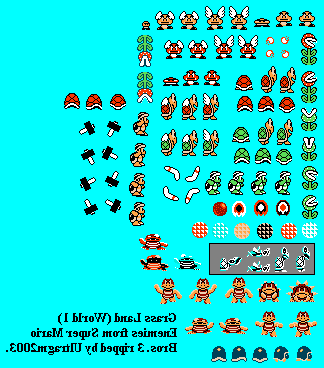 Grass Land (World 1)
Enemies from Super Mario
Bros. 3 ripped by Ultragm2003.